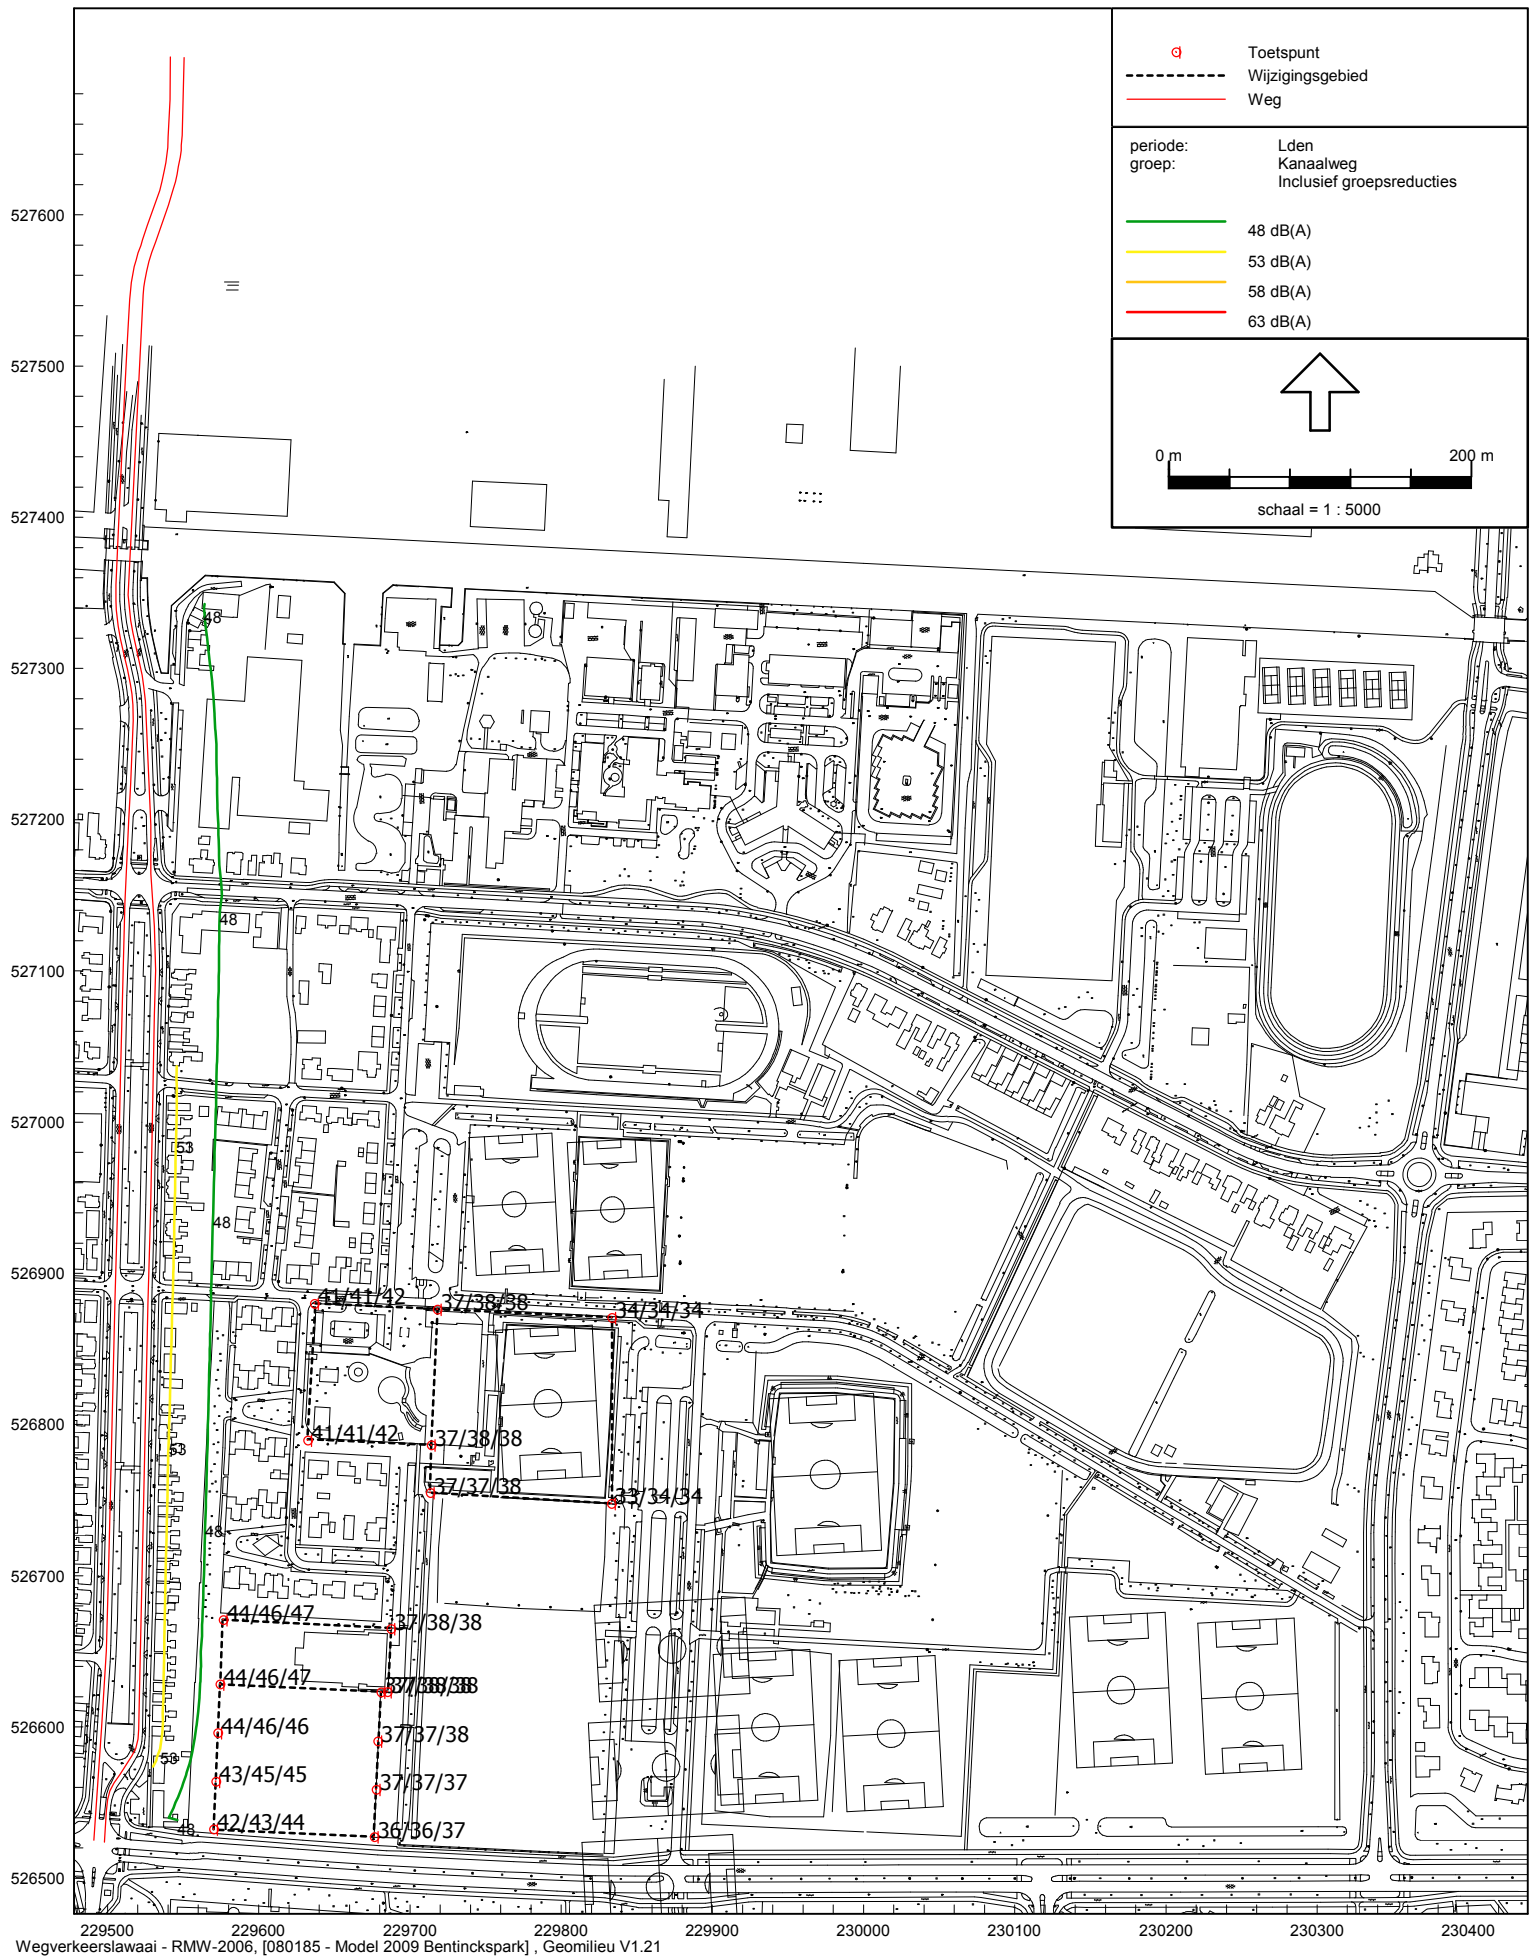 Toetspunt
Wijzigingsgebied
Weg
periode: Lden
groep: Kanaalweg
Inclusief groepsreducties
48 dB(A)
53 dB(A)
58 dB(A)
63 dB(A)
0 m 200 m
schaal = 1 : 5000
527600
527500
527400
48
527300
527200
48
527100
527000
53
48
526900
41/41/42 37/38/38 34/34/34
526800
41/41/42 37/38/38
53
37/37/38 33/34/34
48
526700
44/46/47 37/38/38
44/46/47 37/38/38
526600
44/46/46 37/37/38
53
43/45/45 37/37/37
48 42/43/44 36/36/37
526500
229500 229600 229700 229800 229900 230000 230100 230200 230300 230400
Wegverkeerslawaai - RMW-2006, [080185 - Model 2009 Bentinckspark] , Geomilieu V1.21